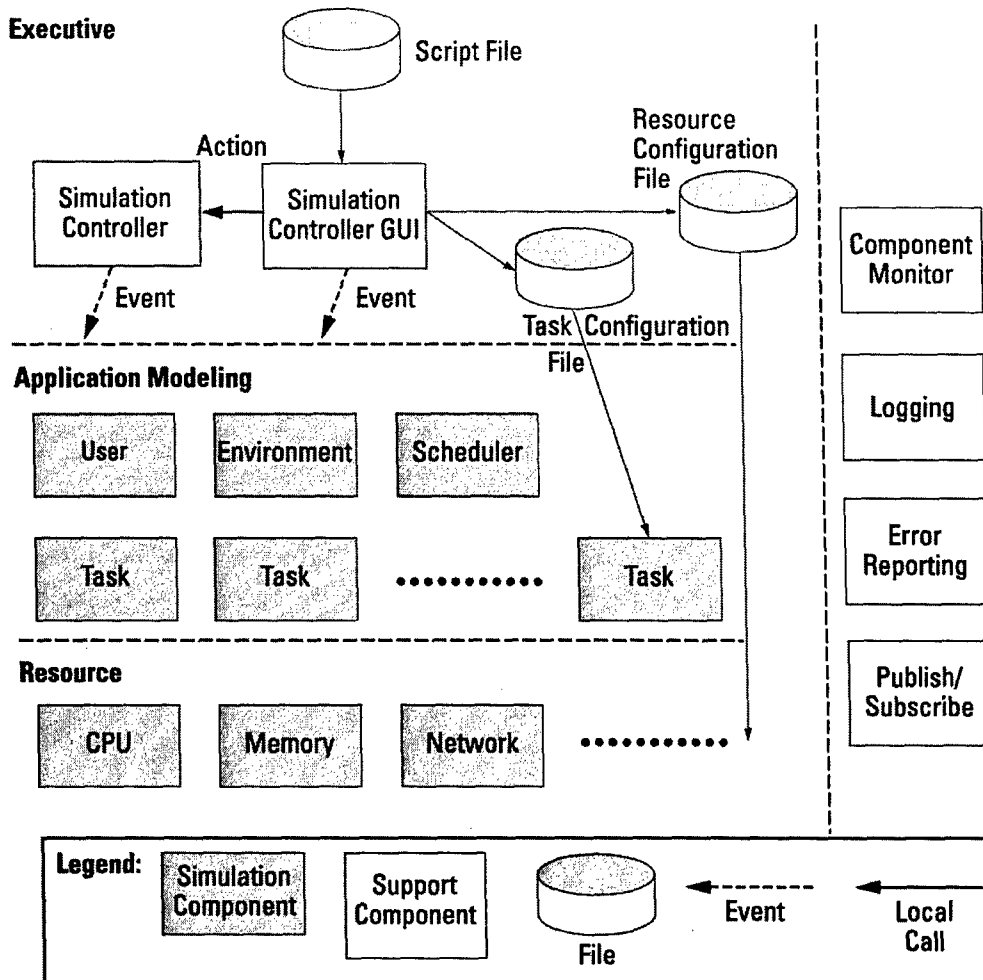 Executive
Script File
Action
Resource
Configuration
File
Simulation
Controller
Simulation
Controller GUI
Component
Monitor
Event
Event
Task Configuration
File
Application Modeling
Logging
User
Environment
Scheduler
Error
Reporting
Task
Task
Task
Resource
Publish/
Subscribe
CPU
Memory
Network
Legend:
Simulation
Component
Support
Component
File
Event
Local
Call